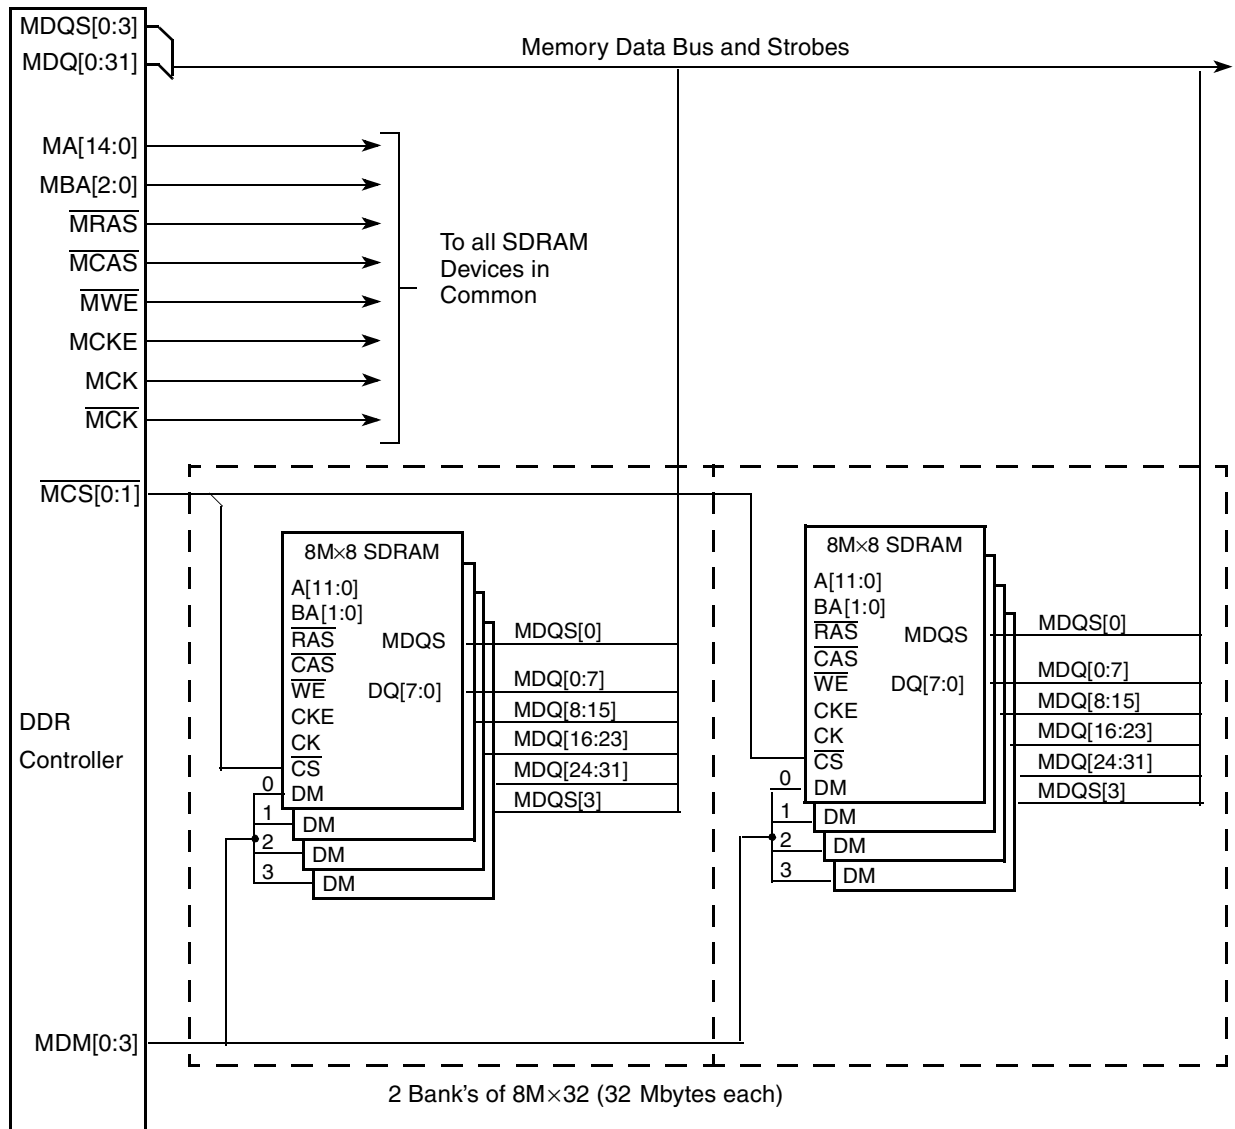 MDQS[0:3]
MDQ[0:31]
Memory Data Bus and Strobes
MA[14:0]
MBA[2:0]
MRAS
MCAS
MWE
MCKE
MCK
MCK
To all SDRAM
Devices in
Common
MCS[0:1]
DDR
Controller
MDM[0:3]
8M×8 SDRAM
A[11:0]
BA[1:0]
RAS
CAS
WE
CKE
CK
CS
DM
MDQS
DQ[7:0]
0
1
2
3
DM
DM
DM
MDQS[0]
MDQ[0:7]
MDQ[8:15]
MDQ[16:23]
MDQ[24:31]
MDQS[3]
8M×8 SDRAM
A[11:0]
BA[1:0]
RAS
CAS
WE
CKE
CK
CS
DM
MDQS
DQ[7:0]
0
1
2
3
DM
DM
DM
MDQS[0]
MDQ[0:7]
MDQ[8:15]
MDQ[16:23]
MDQ[24:31]
MDQS[3]
2 Bank's of 8M×32 (32 Mbytes each)